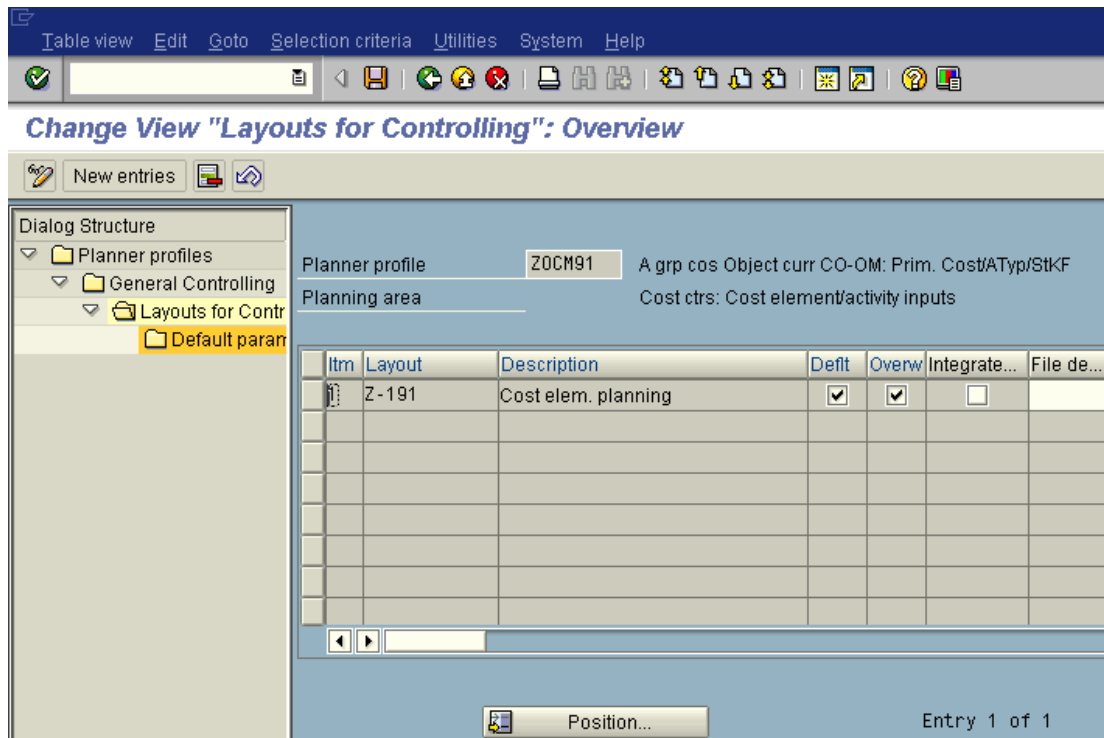 Table view Edit Goto Selection criteria Utilities System Help
Change View "Layouts for Controlling": Overview
New entries
Dialog Structure
Planner profiles
General Controlling
Layouts for Contr
Default param
Planner profile ZOCM91 A grp cos Object curr CO-OM: Prim. Cost/ATyp/StKF
Planning area Cost ctrs: Cost element/activity inputs
Itm Layout Description Deflt Overw Integrate... File de...
1 Z-191 Cost elem. planning
Position... Entry 1 of 1